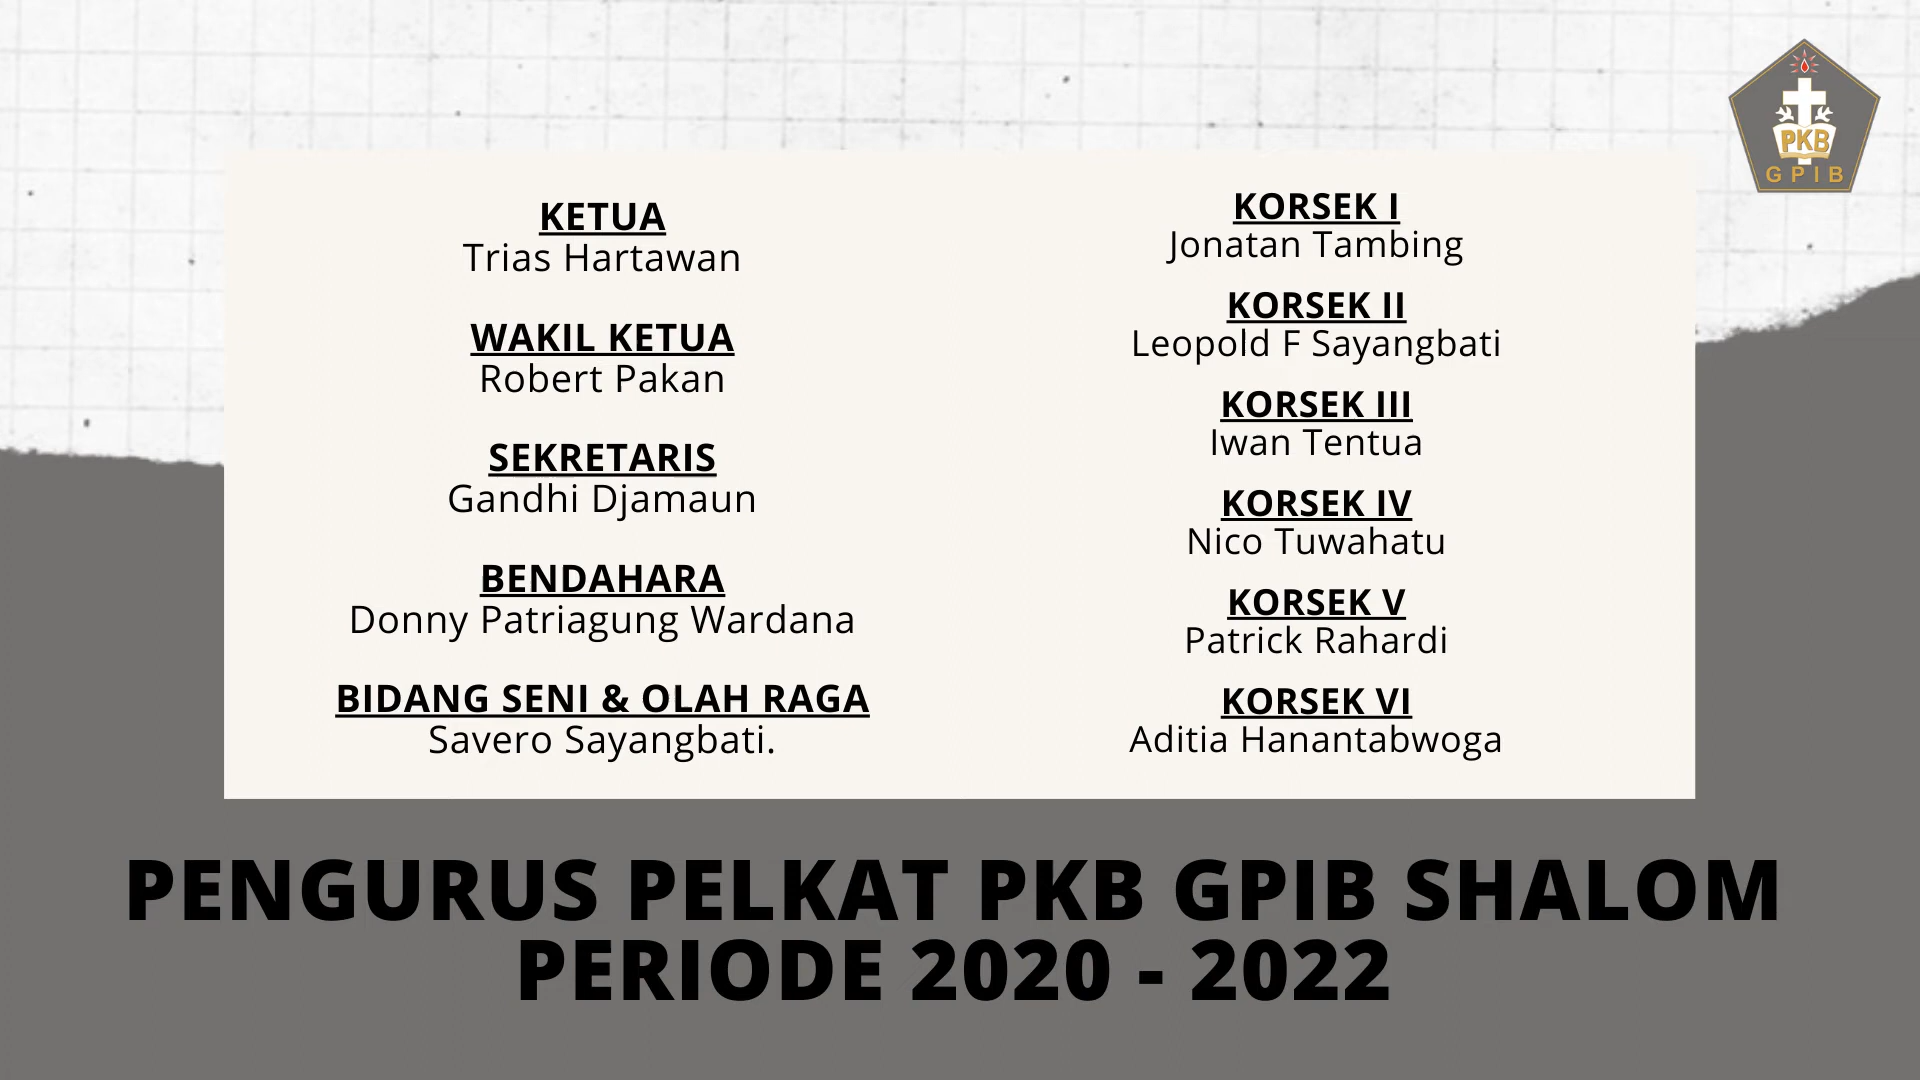 KETUA
Trias Hartawan
WAKIL KETUA
Robert Pakan
SEKRETARIS
Gandhi Djamaun
BENDAHARA
Donny Patriagung Wardana
BIDANG SENI & OLAH RAGA
Savero Sayangbati.
KORSEK I
Jonatan Tambing
KORSEK II
Leopold F Sayangbati
KORSEK III
Iwan Tentua
KORSEK IV
Nico Tuwahatu
KORSEK V
Patrick Rahardi
KORSEK VI
Aditia Hanantabwoga
PKB
GPIB
PENGURUS PELKAT PKB GPIB SHALOM
PERIODE 2020 - 2022